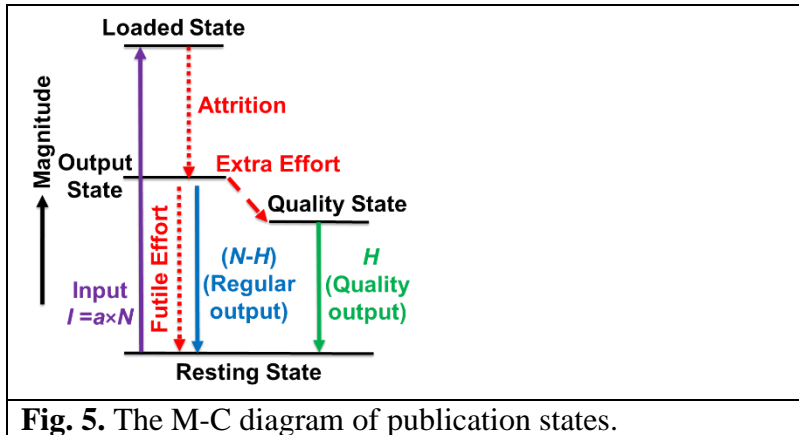 Loaded State
Magnitude
Attrition
Output
State
Extra Effort
Quality State
Input
I =a×N
Futile Effort
(N-H)
(Regular
output)
H
(Quality
output)
Resting State
Fig. 5. The M-C diagram of publication states.